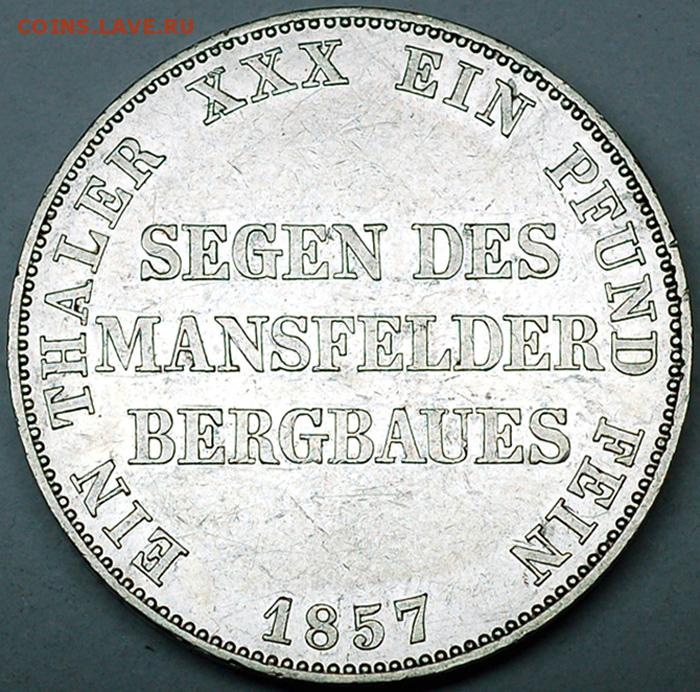 COINS.LAVE.RU
EIN THALER XXX EIN PFUND FEIN
SEGEN DES
MANSFELDER
BERGBAUES
1857